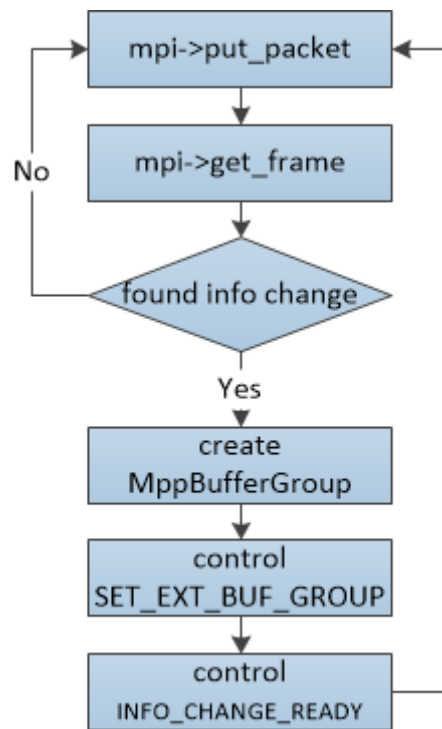 mpi->put_packet
mpi->get_frame
No
found info change
Yes
create
MppBufferGroup
control
SET_EXT_BUF_GROUP
control
INFO_CHANGE_READY